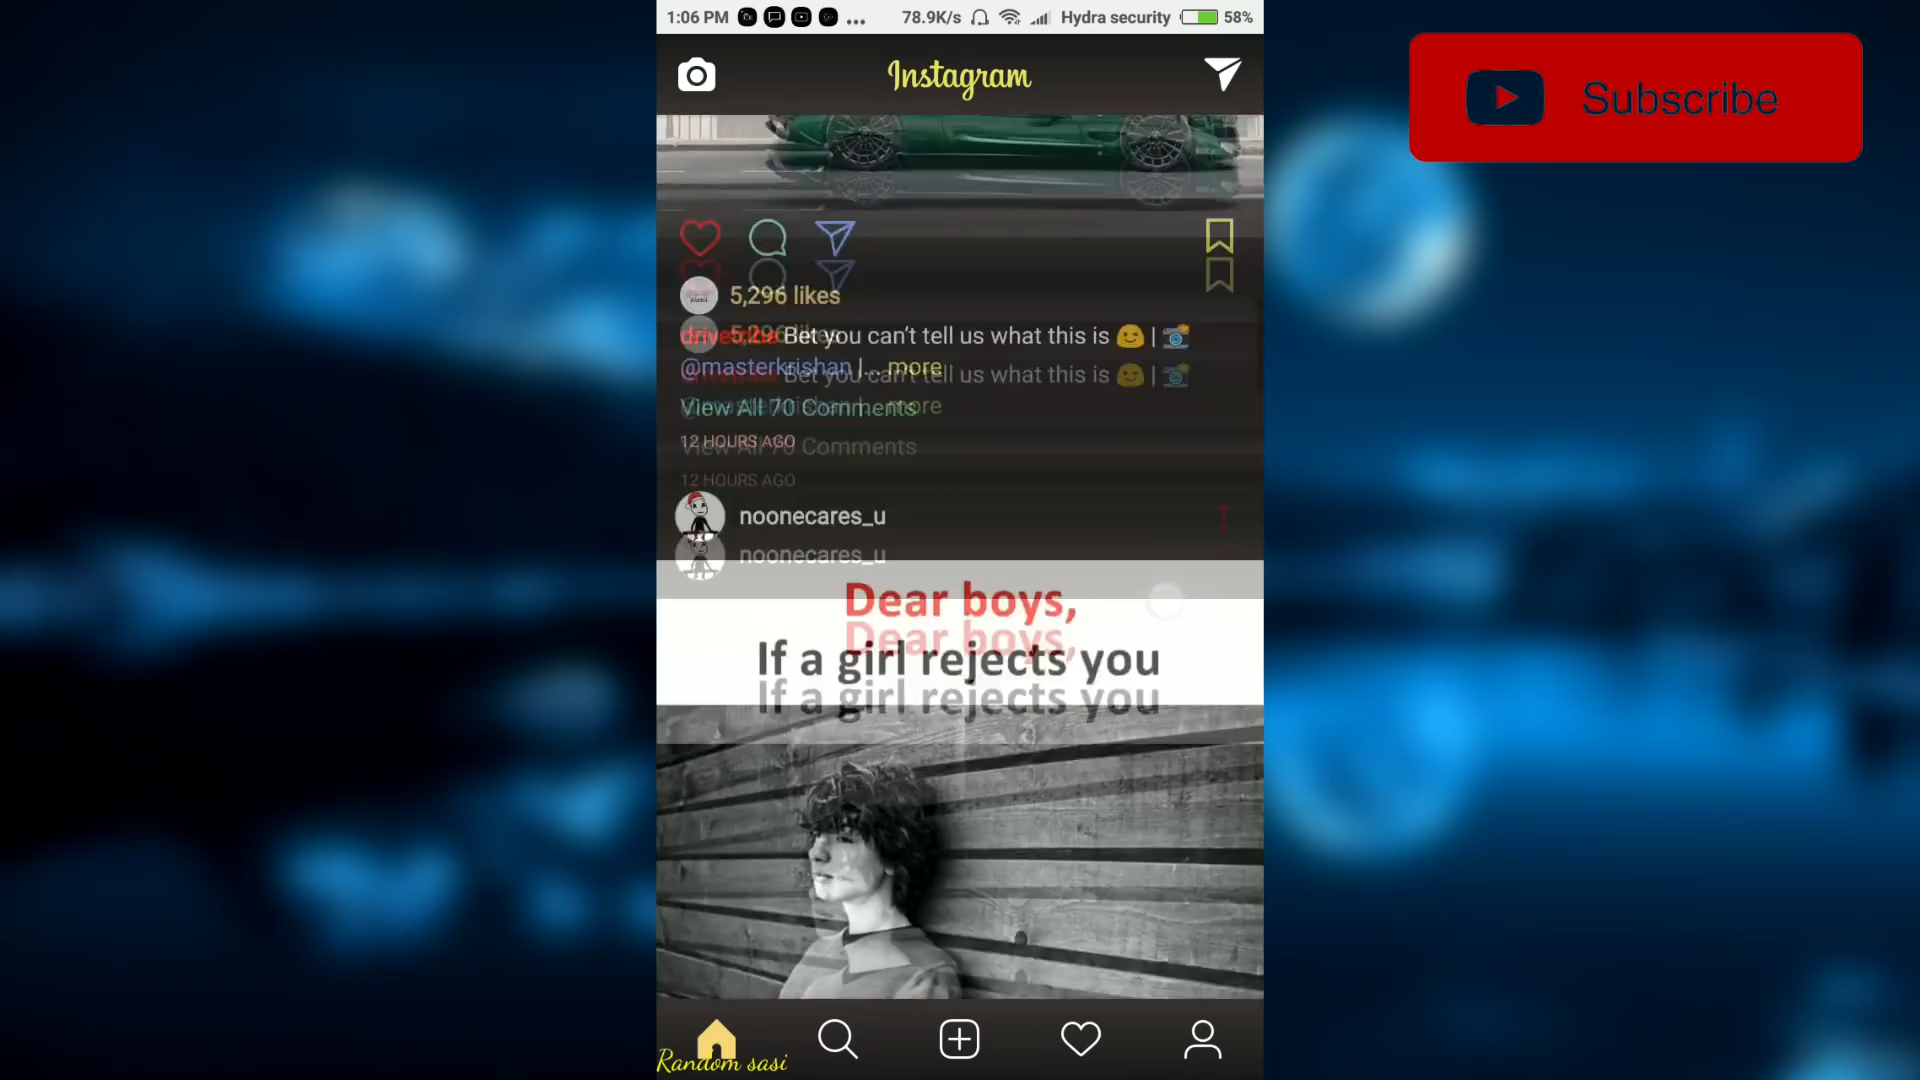 1:06 PM ... 78.9K/s Hydra security 58%
Instagram
Subscribe
5,296 likes
drivetribe Bet you can't tell us what this is 😉 | 📸
@masterkrishan |... more
View All 70 Comments
12 HOURS AGO
noonecares_u
Dear boys,
If a girl rejects you
Random sasi